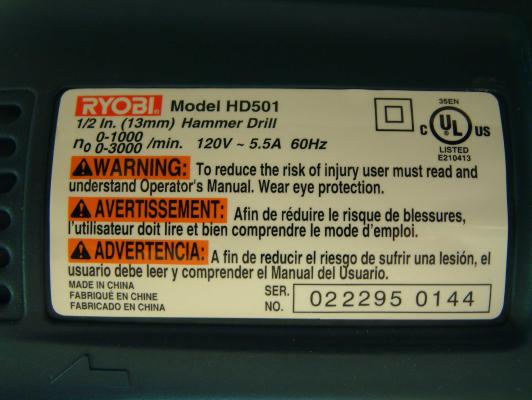 RYOBI. Model HD501
1/2 In. (13mm) Hammer Drill
no 0-1000
0-3000 /min. 120V ~ 5.5A 60Hz
35EN
C UL US
LISTED
E210413
WARNING: To reduce the risk of injury user must read and
understand Operator's Manual. Wear eye protection.
AVERTISSEMENT: Afin de réduire le risque de blessures,
l'utilisateur doit lire et bien comprendre le mode d'emploi.
ADVERTENCIA: A fin de reducir el riesgo de sufrir una lesión, el
usuario debe leer y comprender el Manual del Usuario.
MADE IN CHINA
FABRIQUÉ EN CHINE
FABRICADO EN CHINA
SER.
NO. 022295 0144